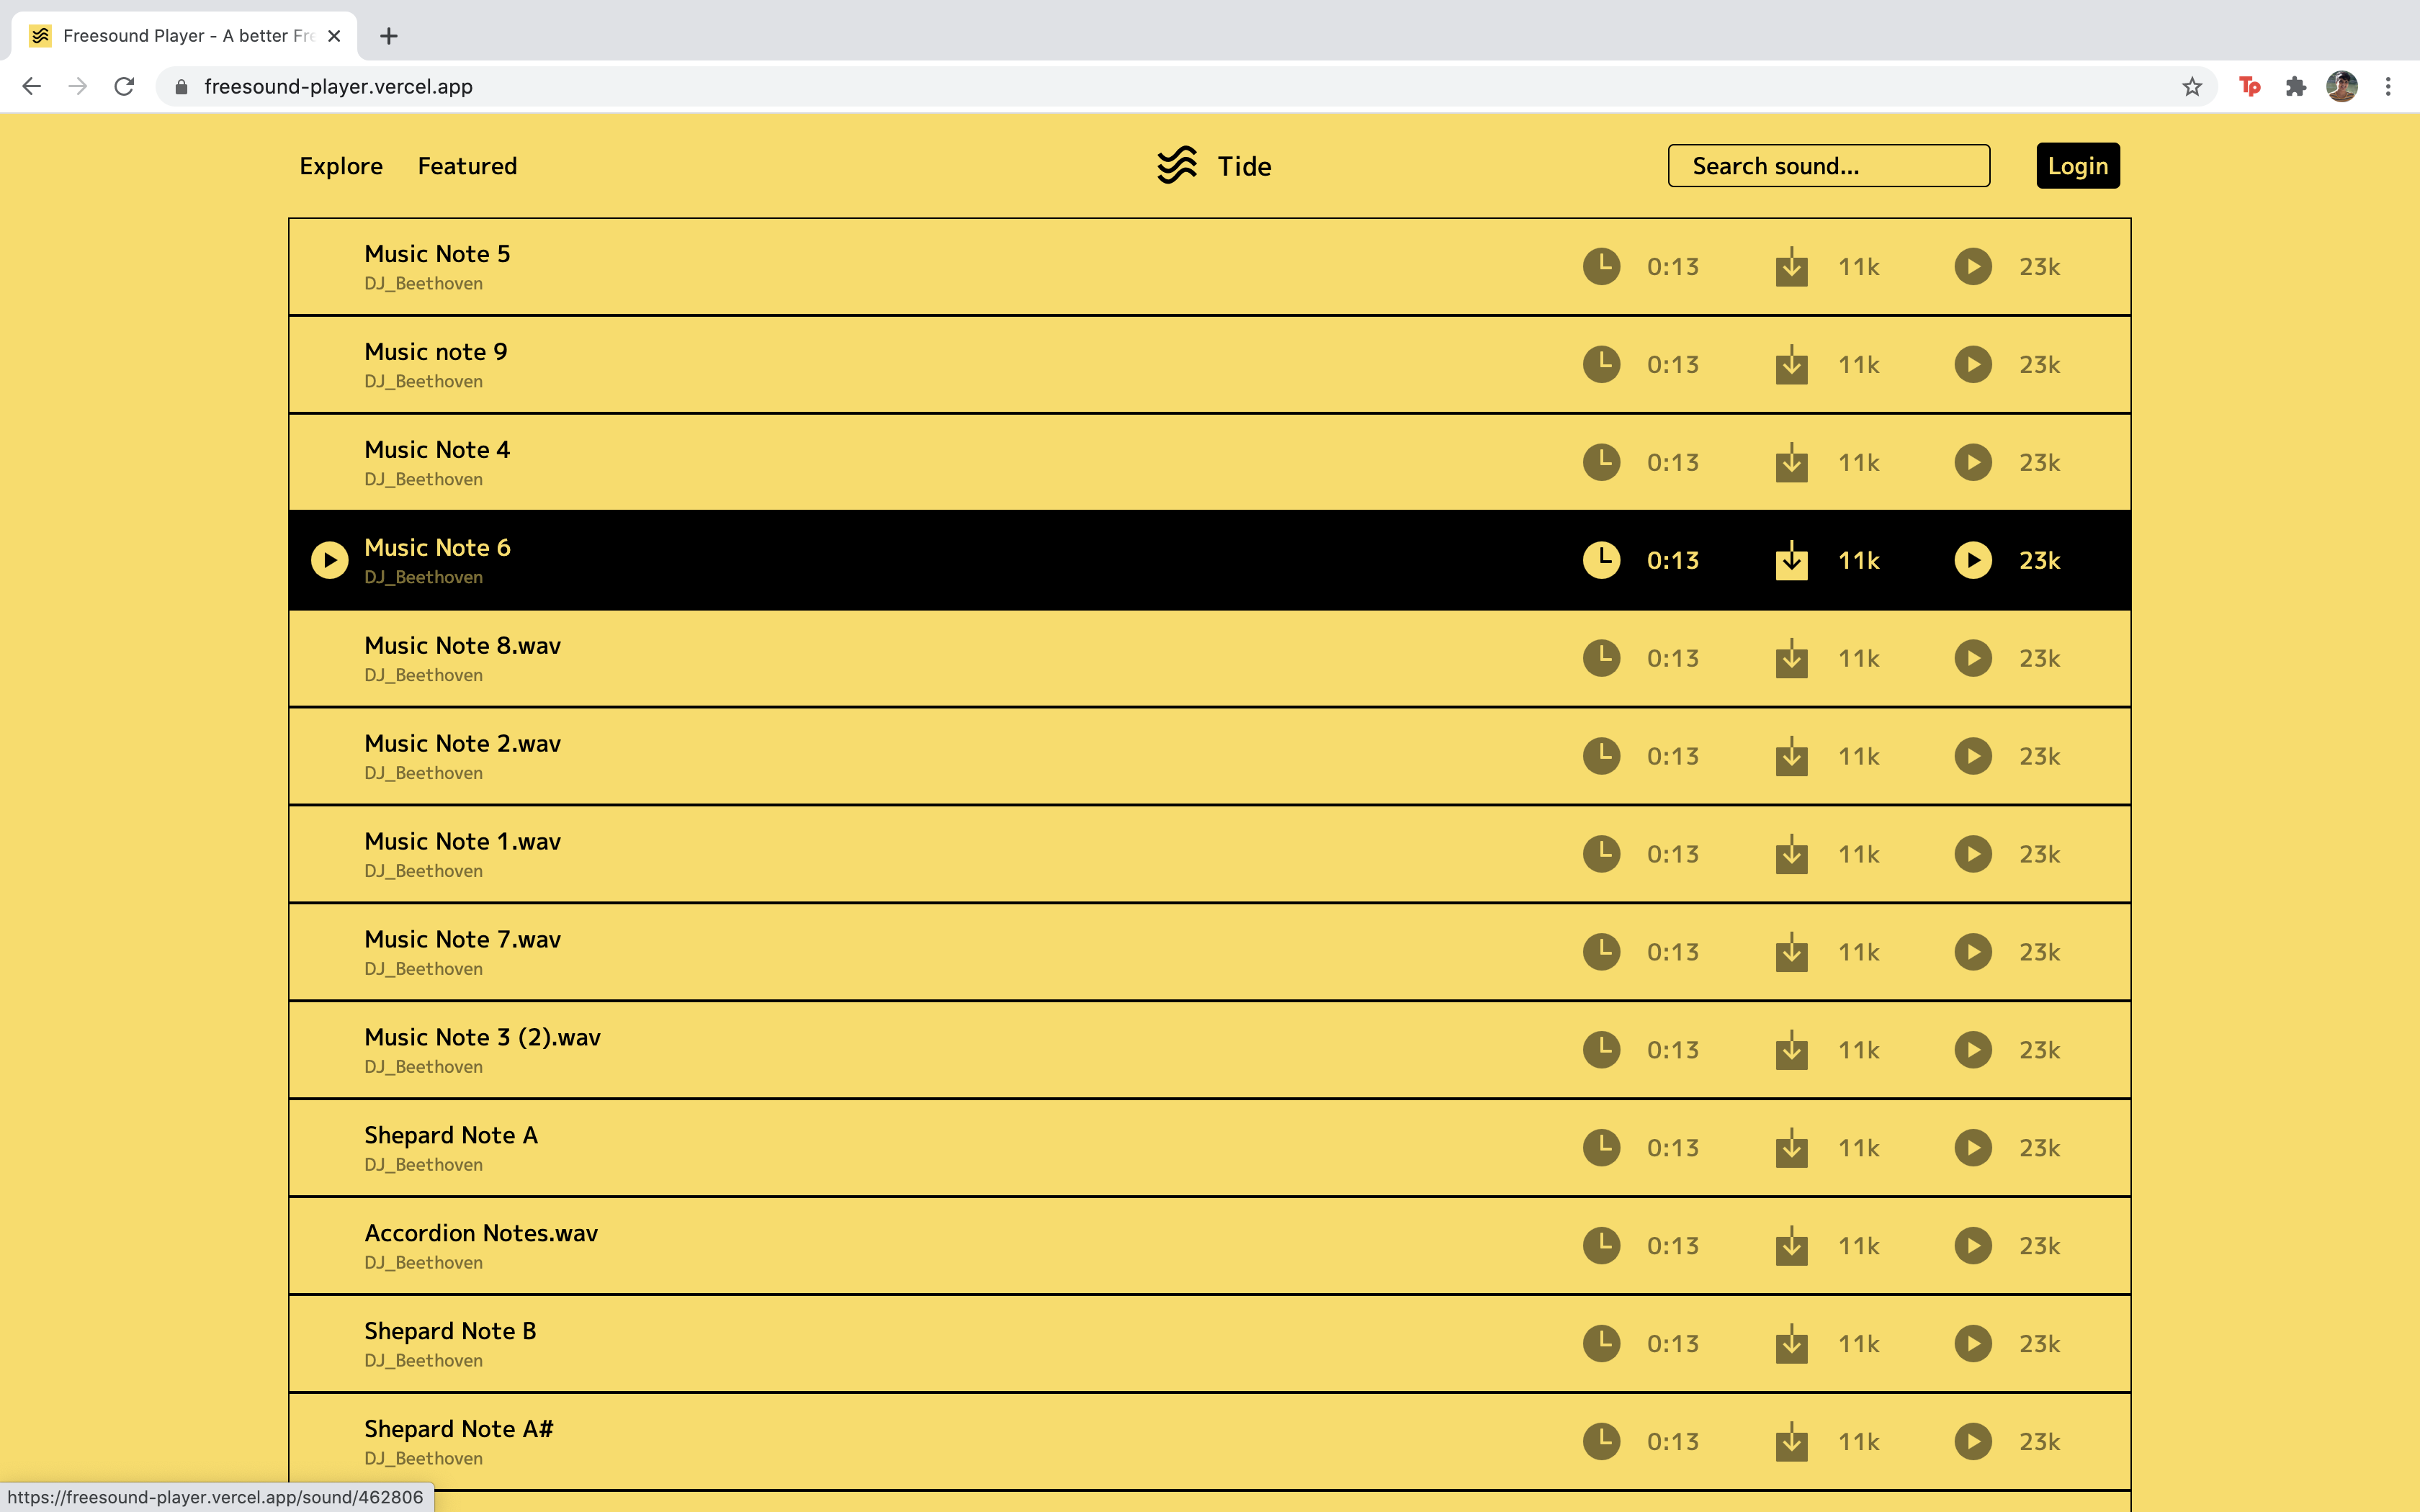 Freesound Player - A better Fre
freesound-player.vercel.app
Tp
Explore Featured Tide Search sound... Login
Music Note 5
DJ_Beethoven
0:13 11k 23k
Music note 9
DJ_Beethoven
0:13 11k 23k
Music Note 4
DJ_Beethoven
0:13 11k 23k
Music Note 6
DJ_Beethoven
0:13 11k 23k
Music Note 8.wav
DJ_Beethoven
0:13 11k 23k
Music Note 2.wav
DJ_Beethoven
0:13 11k 23k
Music Note 1.wav
DJ_Beethoven
0:13 11k 23k
Music Note 7.wav
DJ_Beethoven
0:13 11k 23k
Music Note 3 (2).wav
DJ_Beethoven
0:13 11k 23k
Shepard Note A
DJ_Beethoven
0:13 11k 23k
Accordion Notes.wav
DJ_Beethoven
0:13 11k 23k
Shepard Note B
DJ_Beethoven
0:13 11k 23k
Shepard Note A#
DJ_Beethoven
0:13 11k 23k
https://freesound-player.vercel.app/sound/462806